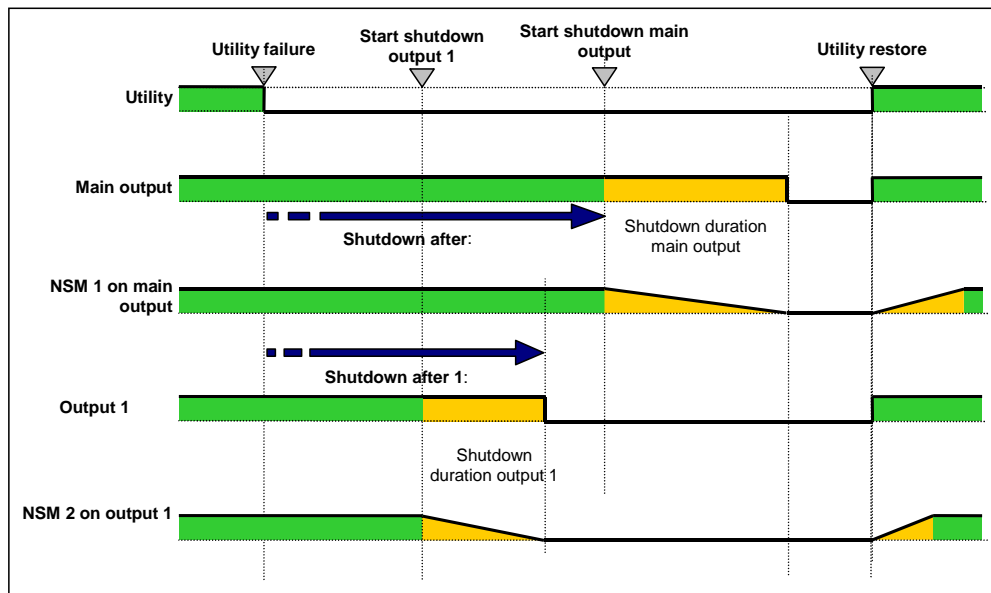 Utility failure
Start shutdown
output 1
Start shutdown main
output
Utility restore
Utility
Main output
Shutdown after:
Shutdown duration
main output
NSM 1 on main
output
Shutdown after 1:
Output 1
Shutdown
duration output 1
NSM 2 on output 1